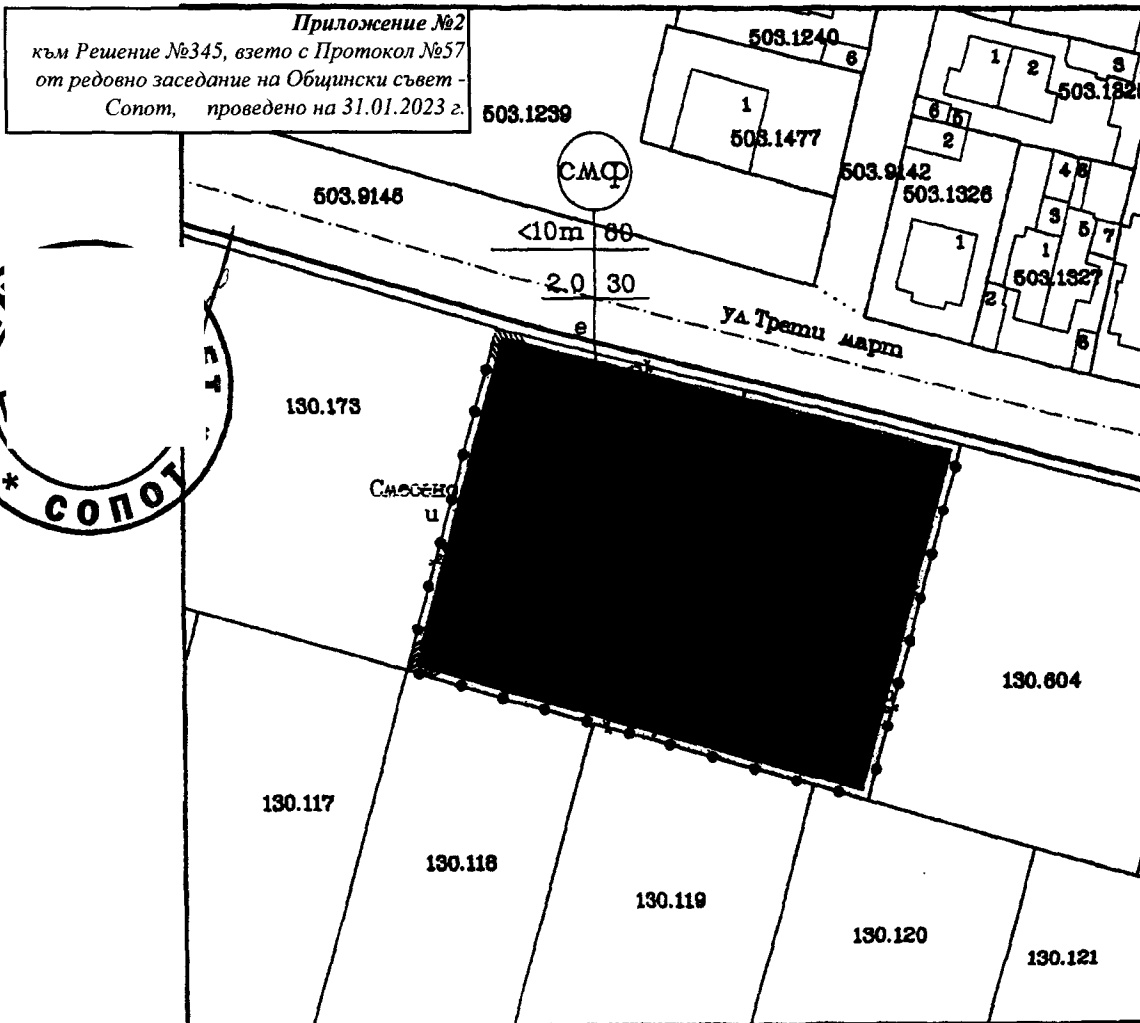 Приложение №2
към Решение №345, взето с Протокол №57
от редовно заседание на Общински съвет -
Сопот, проведено на 31.01.2023 г.
503.1240
6
1
2
3
503.1239
1
503.1477
6
5
2
СМФ
503.9142
4
6
503.9146
503.1326
3
5
7
<10m 80
1
1
503.1327
2.0 30
2
е
ул. Трети март
6
130.173
Смесено
и
* СОПОТ
130.604
130.117
130.118
130.119
130.120
130.121